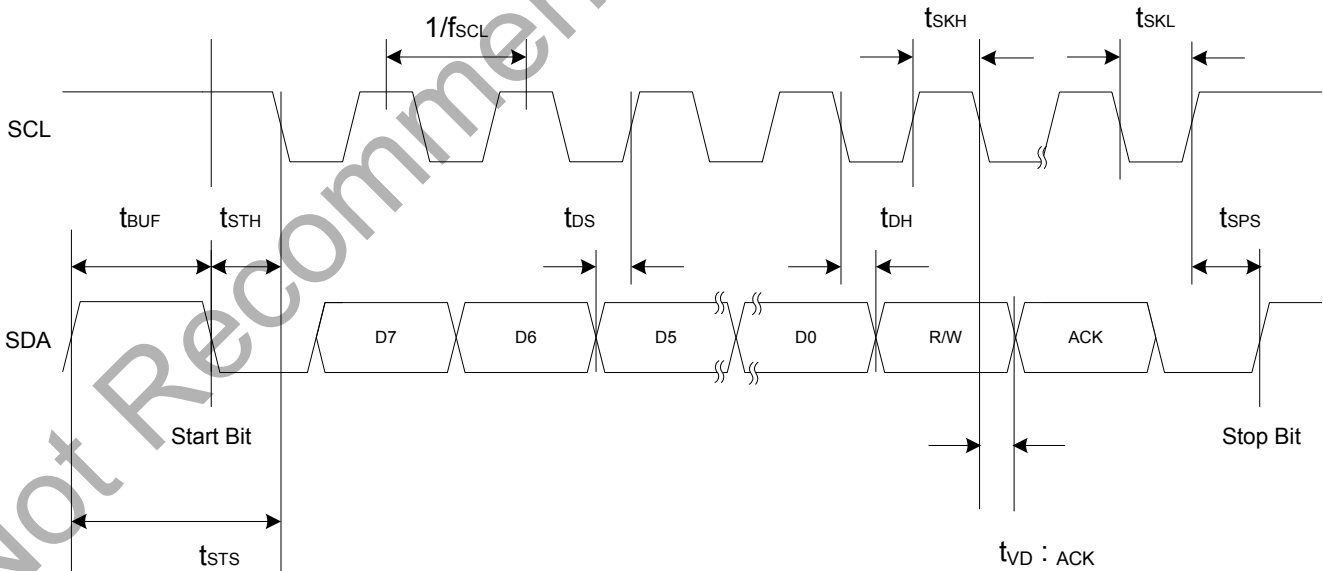 1/fSCL
tSKH
tSKL
SCL
tBUF
tSTH
tDS
tDH
tSPS
SDA
D7
D6
D5
D0
R/W
ACK
Start Bit
Stop Bit
tSTS
tVD : ACK
Not Recommen